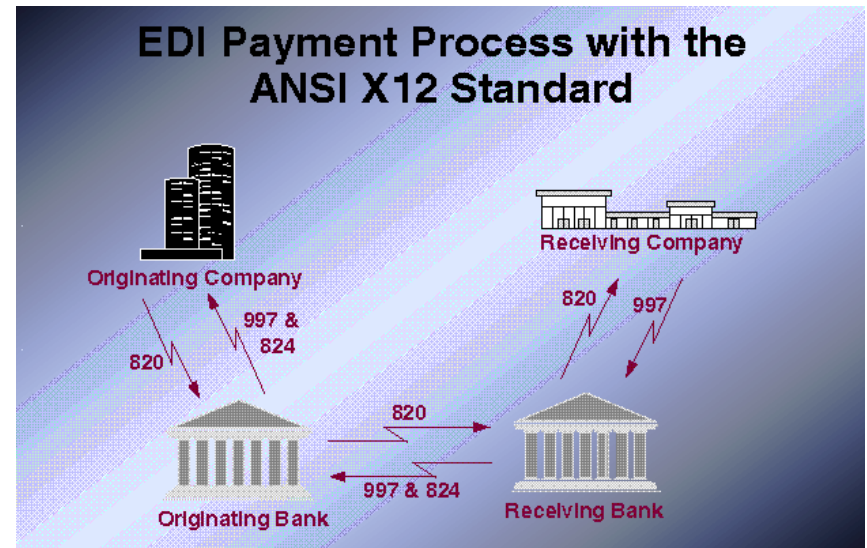 EDI Payment Process with the
ANSI X12 Standard
Originating Company
Receiving Company
820
997 &
824
820
997
820
997 & 824
Originating Bank
Receiving Bank